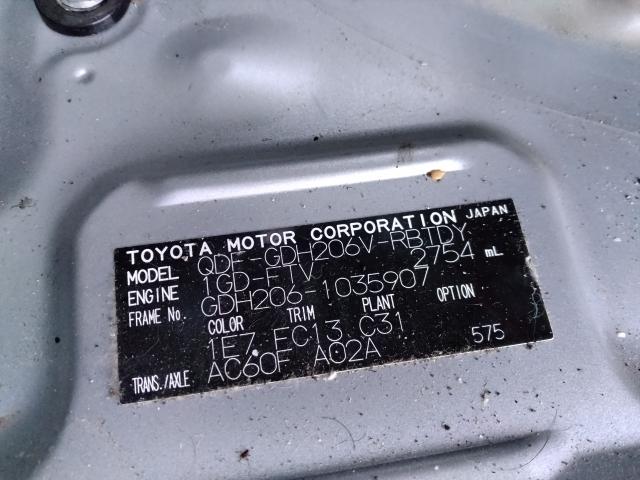 TOYOTA MOTOR CORPORATION JAPAN
MODEL QDF-GDH206V-RBTDY
ENGINE 1GD-FTV 2754 mL
FRAME No. GDH206-1035907
COLOR TRIM PLANT OPTION
1E7 FC13 C31
TRANS./AXLE AC60F A02A 575